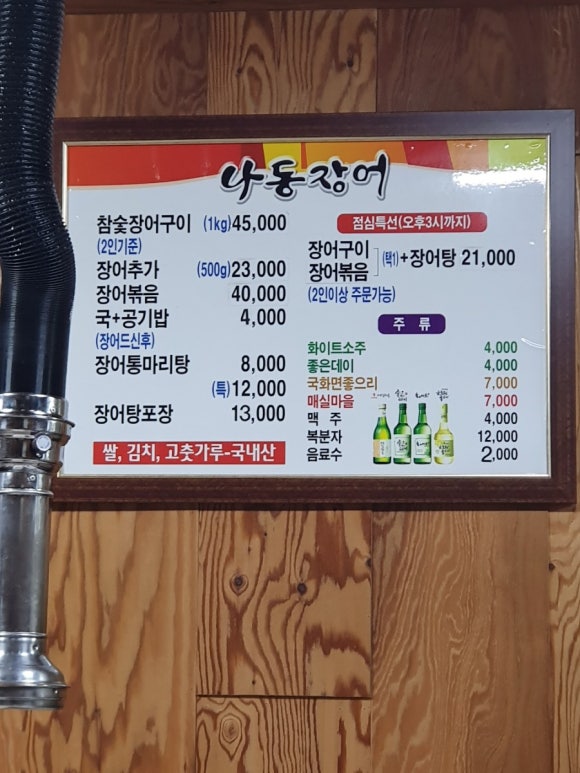 나동장어
참숯장어구이 (1kg) 45,000
(2인기준)
장어추가 (500g) 23,000
장어볶음 40,000
국+공기밥 4,000
(장어드신후)
장어통마리탕 8,000
(특) 12,000
장어탕포장 13,000
쌀, 김치, 고춧가루-국내산
점심특선(오후3시까지)
장어구이
장어볶음 (택1) +장어탕 21,000
(2인이상 주문가능)
주 류
화이트소주 4,000
좋은데이 4,000
국화면좋으리 7,000
매실마을 7,000
맥 주 4,000
복분자 12,000
음료수 2,000